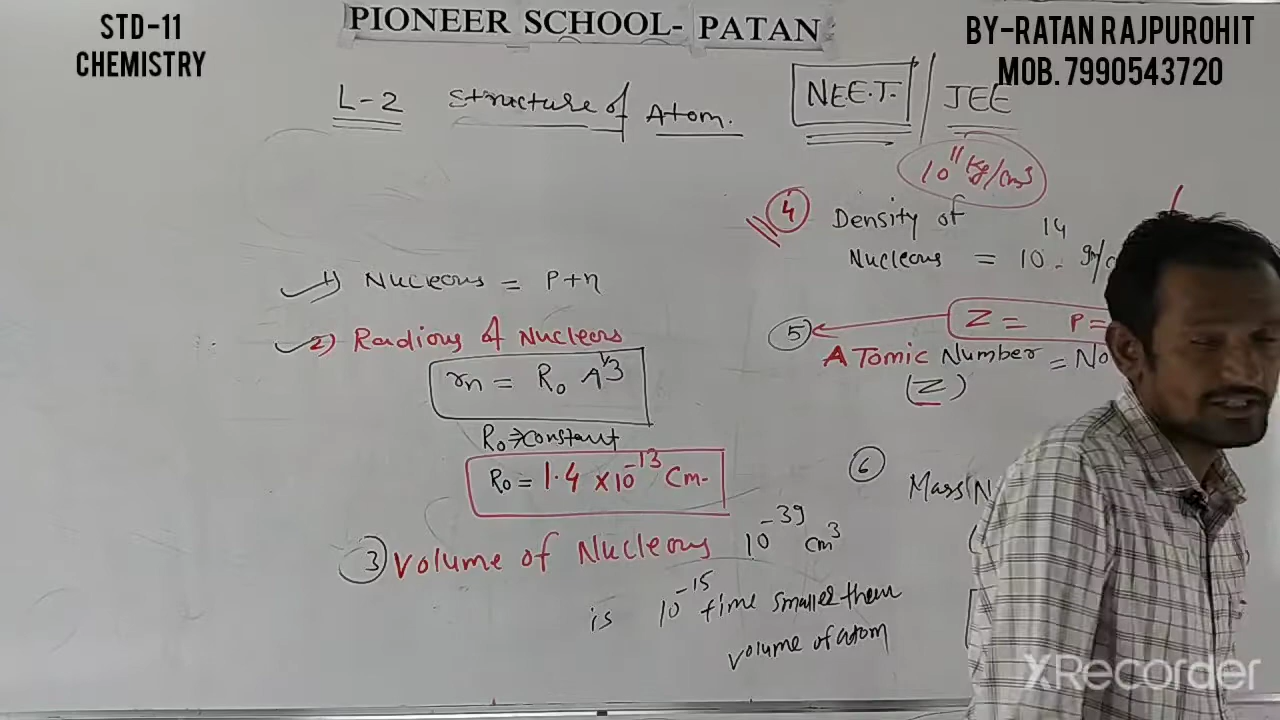 STD-11
CHEMISTRY
PIONEER SCHOOL- PATAN
BY-RATAN RAJPUROHIT
MOB. 7990543720
L-2 Structure of Atom. N.E.E.T. / JEE
10¹¹ Kg/cm³
1) Nucleous = P+n
2) Radious of Nucleous
rn = R₀ A^1/3
R₀ → constant
R₀ = 1.4 × 10⁻¹³ Cm.
3 Volume of Nucleous 10⁻³⁹ cm³
is 10⁻¹⁵ time smaller them
volume of atom
4 Density of
Nucleous = 10¹⁴ gm/
5 Z = P =
ATomic Number = No
(Z)
6 Mass
XRecorder